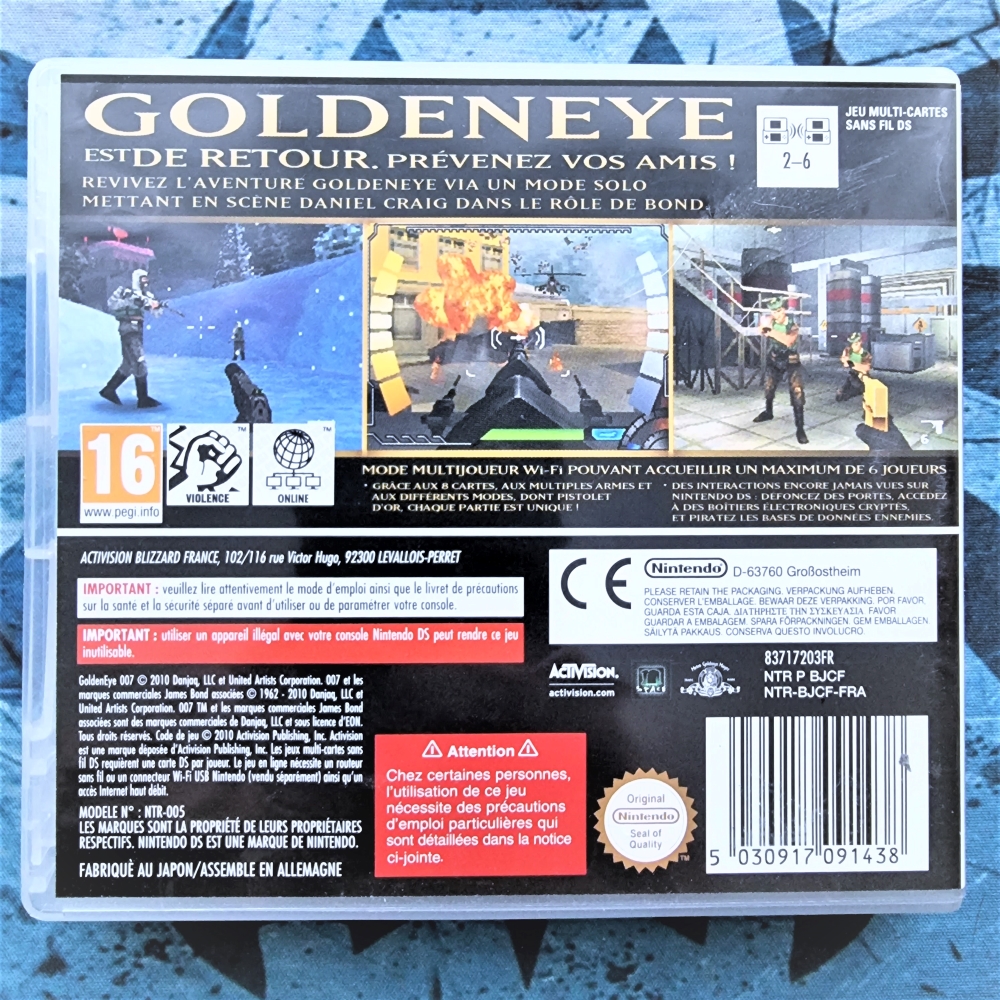 GOLDENEYE
EST DE RETOUR. PRÉVENEZ VOS AMIS !
REVIVEZ L'AVENTURE GOLDENEYE VIA UN MODE SOLO
METTANT EN SCÈNE DANIEL CRAIG DANS LE RÔLE DE BOND.
JEU MULTI-CARTES
SANS FIL DS
2–6
6
16
www.pegi.info
TM
VIOLENCE
TM
ONLINE
TM
MODE MULTIJOUEUR Wi-Fi POUVANT ACCUEILLIR UN MAXIMUM DE 6 JOUEURS
• GRÂCE AUX 8 CARTES, AUX MULTIPLES ARMES ET
AUX DIFFÉRENTS MODES, DONT PISTOLET
D'OR, CHAQUE PARTIE EST UNIQUE !
• DES INTERACTIONS ENCORE JAMAIS VUES SUR
NINTENDO DS : DÉFONCEZ DES PORTES, ACCÉDEZ
À DES BOÎTIERS ÉLECTRONIQUES CRYPTÉS,
ET PIRATEZ LES BASES DE DONNÉES ENNEMIES.
ACTIVISION BLIZZARD FRANCE, 102/116 rue Victor Hugo, 92300 LEVALLOIS-PERRET
IMPORTANT : veuillez lire attentivement le mode d'emploi ainsi que le livret de précautions
sur la santé et la sécurité séparé avant d'utiliser ou de paramétrer votre console.
IMPORTANT : utiliser un appareil illégal avec votre console Nintendo DS peut rendre ce jeu
inutilisable.
GoldenEye 007 © 2010 Danjaq, LLC et United Artists Corporation. 007 et les
marques commerciales James Bond associées © 1962 - 2010 Danjaq, LLC et
United Artists Corporation. 007 TM et les marques commerciales James Bond
associées sont des marques commerciales de Danjaq, LLC et sous licence d'EON.
Tous droits réservés. Code de jeu © 2010 Activision Publishing, Inc. Activision
est une marque déposée d'Activision Publishing, Inc. Les jeux multi-cartes sans
fil DS requièrent une carte DS par joueur. Le jeu en ligne nécessite un routeur
sans fil ou un connecteur Wi-Fi USB Nintendo (vendu séparément) ainsi qu'un
accès Internet haut débit.
MODELE N° : NTR-005
LES MARQUES SONT LA PROPRIÉTÉ DE LEURS PROPRIÉTAIRES
RESPECTIFS. NINTENDO DS EST UNE MARQUE DE NINTENDO.
FABRIQUÉ AU JAPON/ASSEMBLE EN ALLEMAGNE
CE
Nintendo D-63760 Großostheim
PLEASE RETAIN THE PACKAGING. VERPACKUNG AUFHEBEN.
CONSERVER L'EMBALLAGE. BEWAAR DEZE VERPAKKING. POR FAVOR,
GUARDA ESTA CAJA. ΔΙΑΤΗΡΗΣΤΕ ΤΗΝ ΣΥΣΚΕΥΑΣΙΑ. FAVOR
GUARDAR A EMBALAGEM. SPARA FÖRPACKNINGEN. GEM EMBALLAGEN.
SÄILYTÄ PAKKAUS. CONSERVA QUESTO INVOLUCRO.
ACTIVISION.
activision.com
83717203FR
NTR P BJCF
NTR-BJCF-FRA
Attention
Chez certaines personnes,
l'utilisation de ce jeu
nécessite des précautions
d'emploi particulières qui
sont détaillées dans la notice
ci-jointe.
Original
Nintendo
Seal of
Quality
TM
5 030917 091438